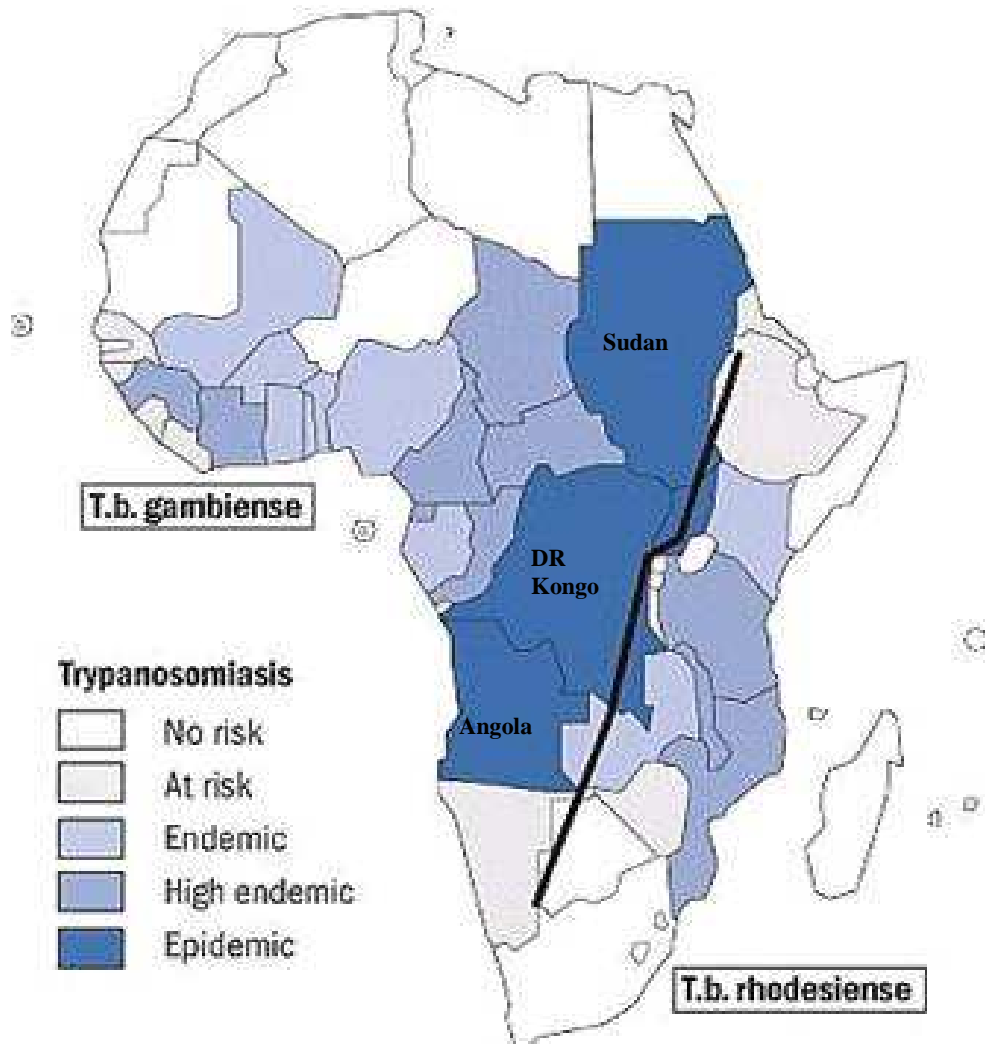 Sudan
T.b. gambiense
DR
Kongo
Angola
Trypanosomiasis
No risk
At risk
Endemic
High endemic
Epidemic
T.b. rhodesiense